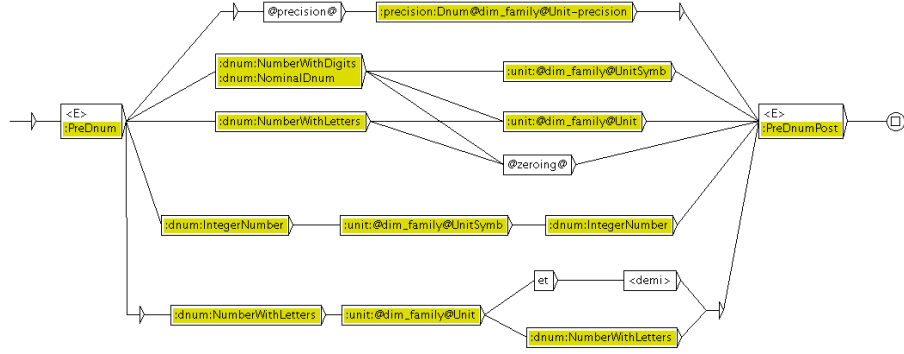 @precision@
:precision:Dnum@dim_family@Unit-precision
:dnum:NumberWithDigits
:dnum:NominalDnum
:unit:@dim_family@UnitSymb
<E>
:PreDnum
:dnum:NumberWithLetters
:unit:@dim_family@Unit
<E>
:PreDnumPost
@zeroing@
:dnum:IntegerNumber
:unit:@dim_family@UnitSymb
:dnum:IntegerNumber
et
<demi>
:dnum:NumberWithLetters
:unit:@dim_family@Unit
:dnum:NumberWithLetters